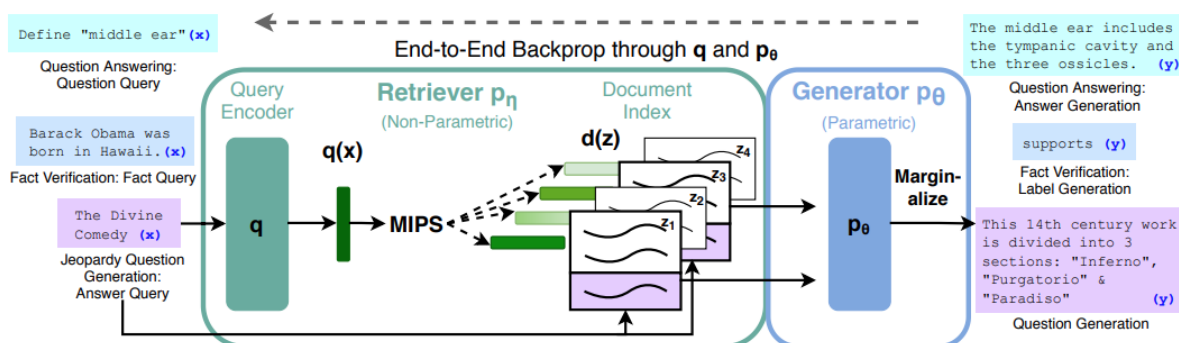 Define "middle ear" (x)
Question Answering:
Question Query
Barack Obama was
born in Hawaii. (x)
Fact Verification: Fact Query
The Divine
Comedy (x)
Jeopardy Question
Generation:
Answer Query
End-to-End Backprop through q and pθ
Query
Encoder
q
q(x)
Retriever pη
(Non-Parametric)
MIPS
Document
Index
d(z)
z4
z3
z2
z1
Generator pθ
(Parametric)
pθ
Margin-
alize
The middle ear includes
the tympanic cavity and
the three ossicles. (y)
Question Answering:
Answer Generation
supports (y)
Fact Verification:
Label Generation
This 14th century work
is divided into 3
sections: "Inferno",
"Purgatorio" &
"Paradiso" (y)
Question Generation